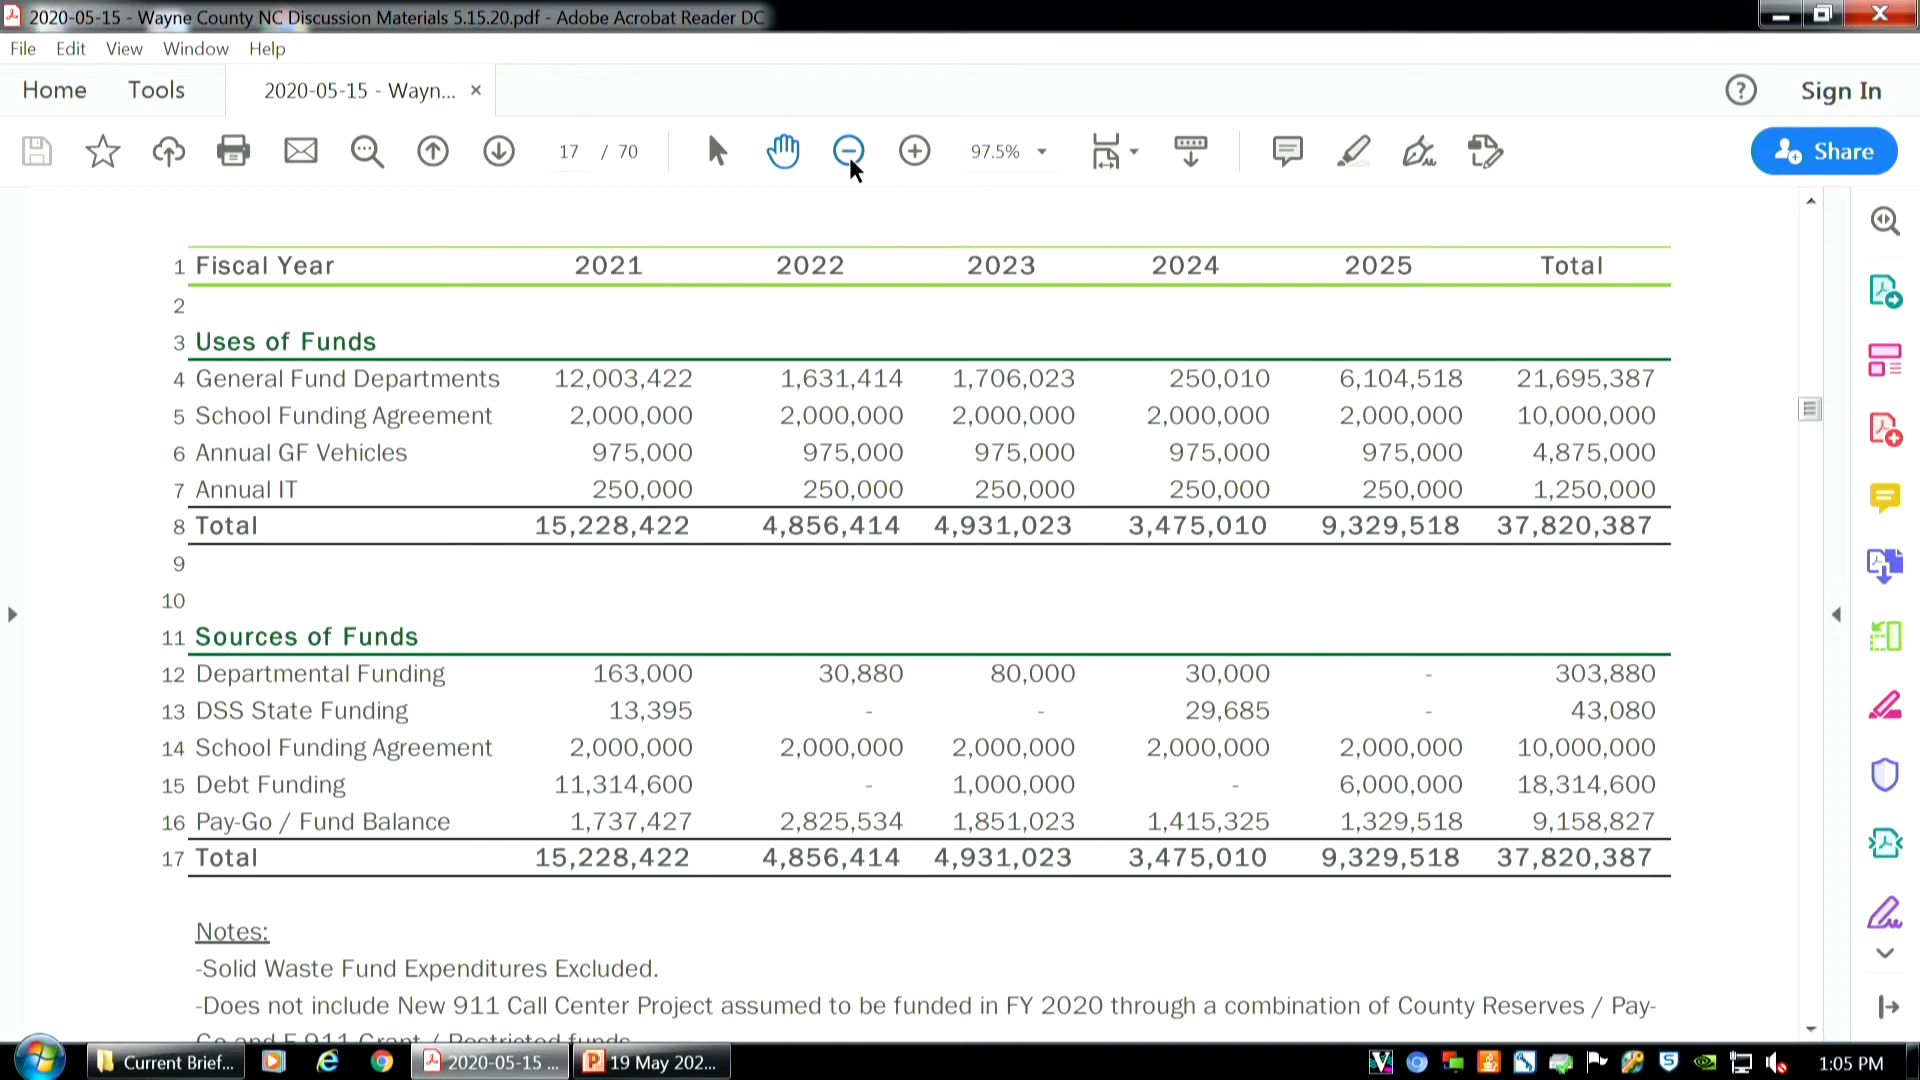 2020-05-15 - Wayne County NC Discussion Materials 5.15.20.pdf - Adobe Acrobat Reader DC
File Edit View Window Help
Home Tools 2020-05-15 - Wayn... × Sign In
17 / 70 97.5% Share
1 Fiscal Year 2021 2022 2023 2024 2025 Total
2
3 Uses of Funds
4 General Fund Departments 12,003,422 1,631,414 1,706,023 250,010 6,104,518 21,695,387
5 School Funding Agreement 2,000,000 2,000,000 2,000,000 2,000,000 2,000,000 10,000,000
6 Annual GF Vehicles 975,000 975,000 975,000 975,000 975,000 4,875,000
7 Annual IT 250,000 250,000 250,000 250,000 250,000 1,250,000
8 Total 15,228,422 4,856,414 4,931,023 3,475,010 9,329,518 37,820,387
9
10
11 Sources of Funds
12 Departmental Funding 163,000 30,880 80,000 30,000 - 303,880
13 DSS State Funding 13,395 - - 29,685 - 43,080
14 School Funding Agreement 2,000,000 2,000,000 2,000,000 2,000,000 2,000,000 10,000,000
15 Debt Funding 11,314,600 - 1,000,000 - 6,000,000 18,314,600
16 Pay-Go / Fund Balance 1,737,427 2,825,534 1,851,023 1,415,325 1,329,518 9,158,827
17 Total 15,228,422 4,856,414 4,931,023 3,475,010 9,329,518 37,820,387
Notes:
-Solid Waste Fund Expenditures Excluded.
-Does not include New 911 Call Center Project assumed to be funded in FY 2020 through a combination of County Reserves / Pay-
Go and E 911 Grant / Restricted funds
Current Brief... 2020-05-15 ... 19 May 202... 1:05 PM